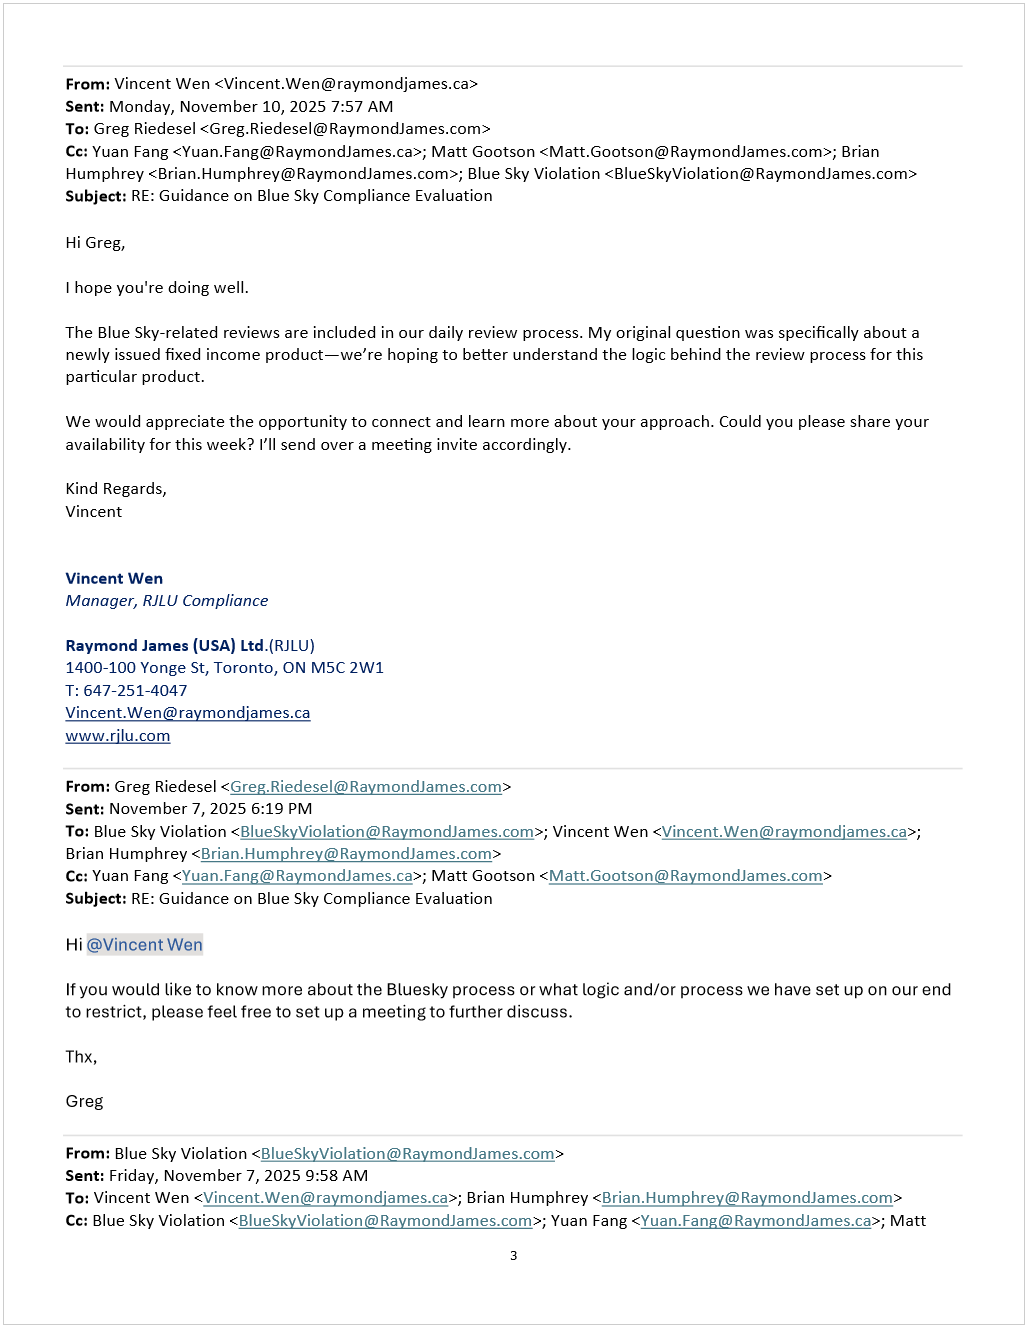 From: Vincent Wen <Vincent.Wen@raymondjames.ca>
Sent: Monday, November 10, 2025 7:57 AM
To: Greg Riedesel <Greg.Riedesel@RaymondJames.com>
Cc: Yuan Fang <Yuan.Fang@RaymondJames.ca>; Matt Gootson <Matt.Gootson@RaymondJames.com>; Brian
Humphrey <Brian.Humphrey@RaymondJames.com>; Blue Sky Violation <BlueSkyViolation@RaymondJames.com>
Subject: RE: Guidance on Blue Sky Compliance Evaluation
Hi Greg,
I hope you're doing well.
The Blue Sky-related reviews are included in our daily review process. My original question was specifically about a
newly issued fixed income product—we’re hoping to better understand the logic behind the review process for this
particular product.
We would appreciate the opportunity to connect and learn more about your approach. Could you please share your
availability for this week? I’ll send over a meeting invite accordingly.
Kind Regards,
Vincent
Vincent Wen
Manager, RJLU Compliance
Raymond James (USA) Ltd.(RJLU)
1400-100 Yonge St, Toronto, ON M5C 2W1
T: 647-251-4047
Vincent.Wen@raymondjames.ca
www.rjlu.com
From: Greg Riedesel <Greg.Riedesel@RaymondJames.com>
Sent: November 7, 2025 6:19 PM
To: Blue Sky Violation <BlueSkyViolation@RaymondJames.com>; Vincent Wen <Vincent.Wen@raymondjames.ca>;
Brian Humphrey <Brian.Humphrey@RaymondJames.com>
Cc: Yuan Fang <Yuan.Fang@RaymondJames.ca>; Matt Gootson <Matt.Gootson@RaymondJames.com>
Subject: RE: Guidance on Blue Sky Compliance Evaluation
Hi @Vincent Wen
If you would like to know more about the Bluesky process or what logic and/or process we have set up on our end
to restrict, please feel free to set up a meeting to further discuss.
Thx,
Greg
From: Blue Sky Violation <BlueSkyViolation@RaymondJames.com>
Sent: Friday, November 7, 2025 9:58 AM
To: Vincent Wen <Vincent.Wen@raymondjames.ca>; Brian Humphrey <Brian.Humphrey@RaymondJames.com>
Cc: Blue Sky Violation <BlueSkyViolation@RaymondJames.com>; Yuan Fang <Yuan.Fang@RaymondJames.ca>; Matt
3